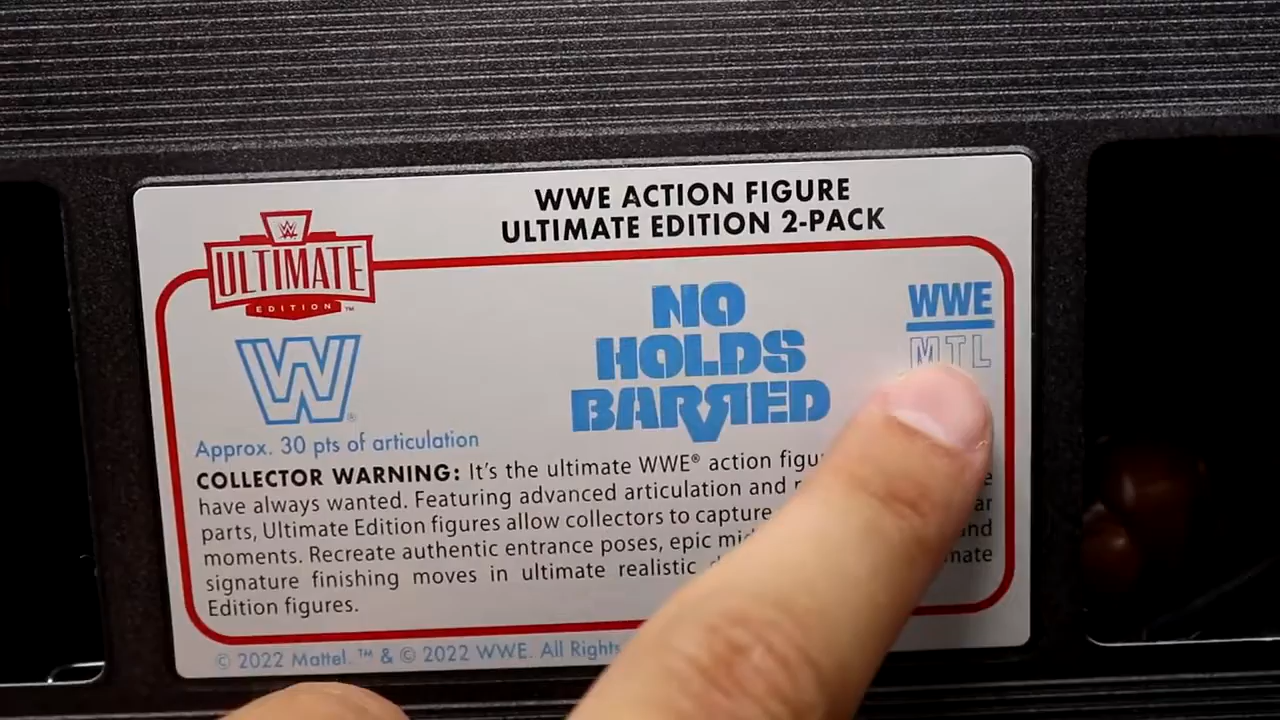 WWE ACTION FIGURE
ULTIMATE EDITION 2-PACK
W
ULTIMATE
EDITION™
NO
HOLDS
BARRED
WWE
MTL
W®
Approx. 30 pts of articulation
COLLECTOR WARNING: It's the ultimate WWE® action
have always wanted. Featuring advanced articulation and
parts, Ultimate Edition figures allow collectors to capture
moments. Recreate authentic entrance poses, epic
signature finishing moves in ultimate realistic
Edition figures.
© 2022 Mattel.™ & © 2022 WWE. All Rights